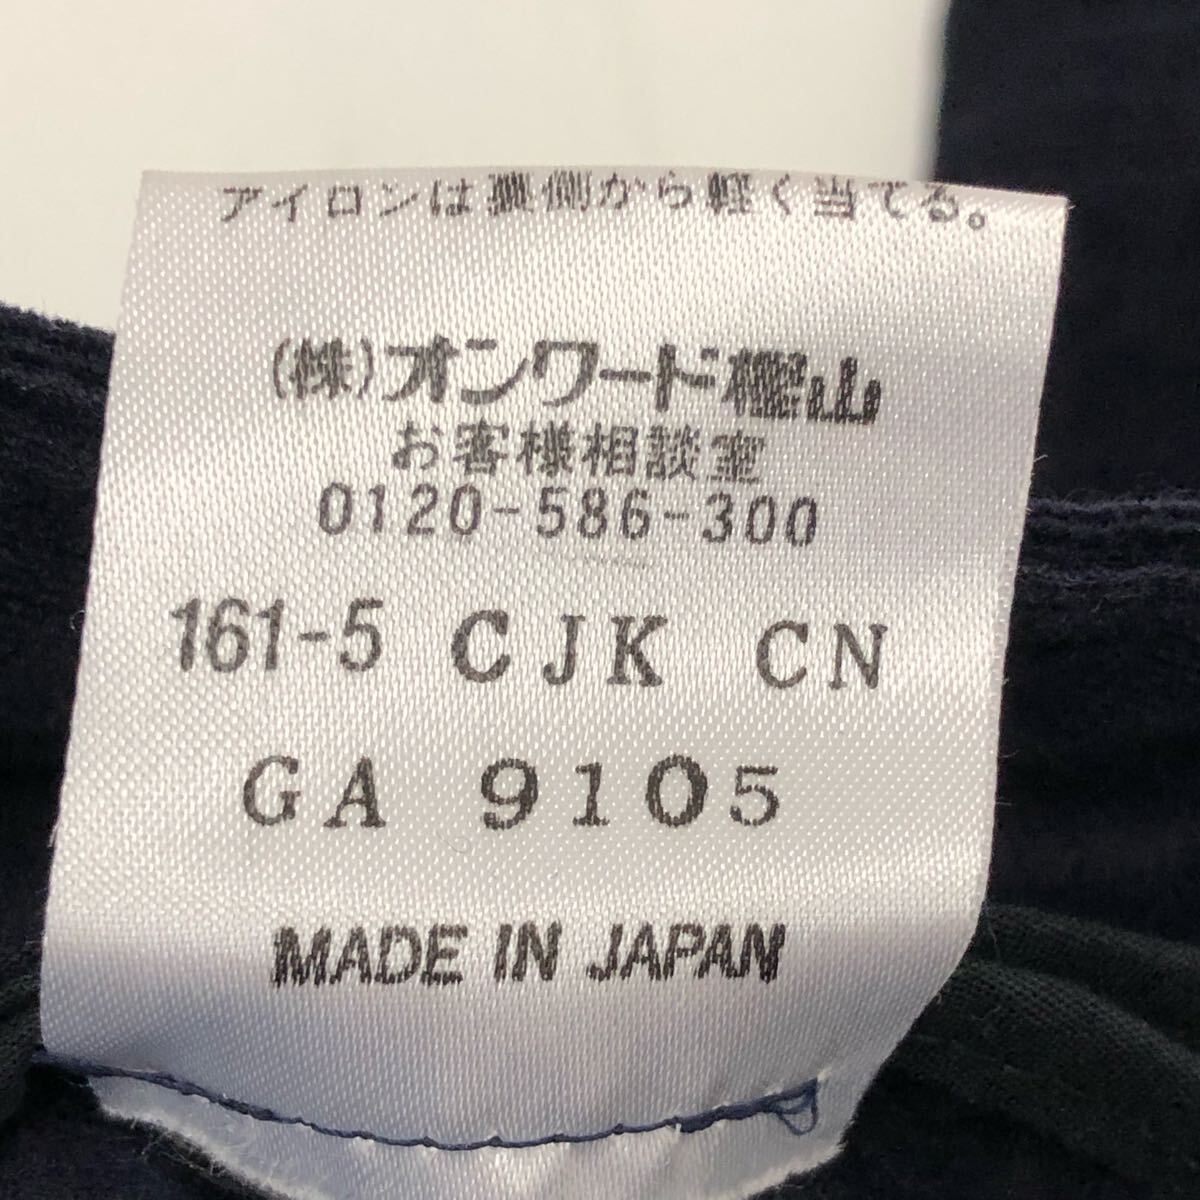 アイロンは裏側から軽く当てる。
(株)オンワード樫山
お客様相談室
0120-586-300
161-5 CJK CN
GA 9105
MADE IN JAPAN